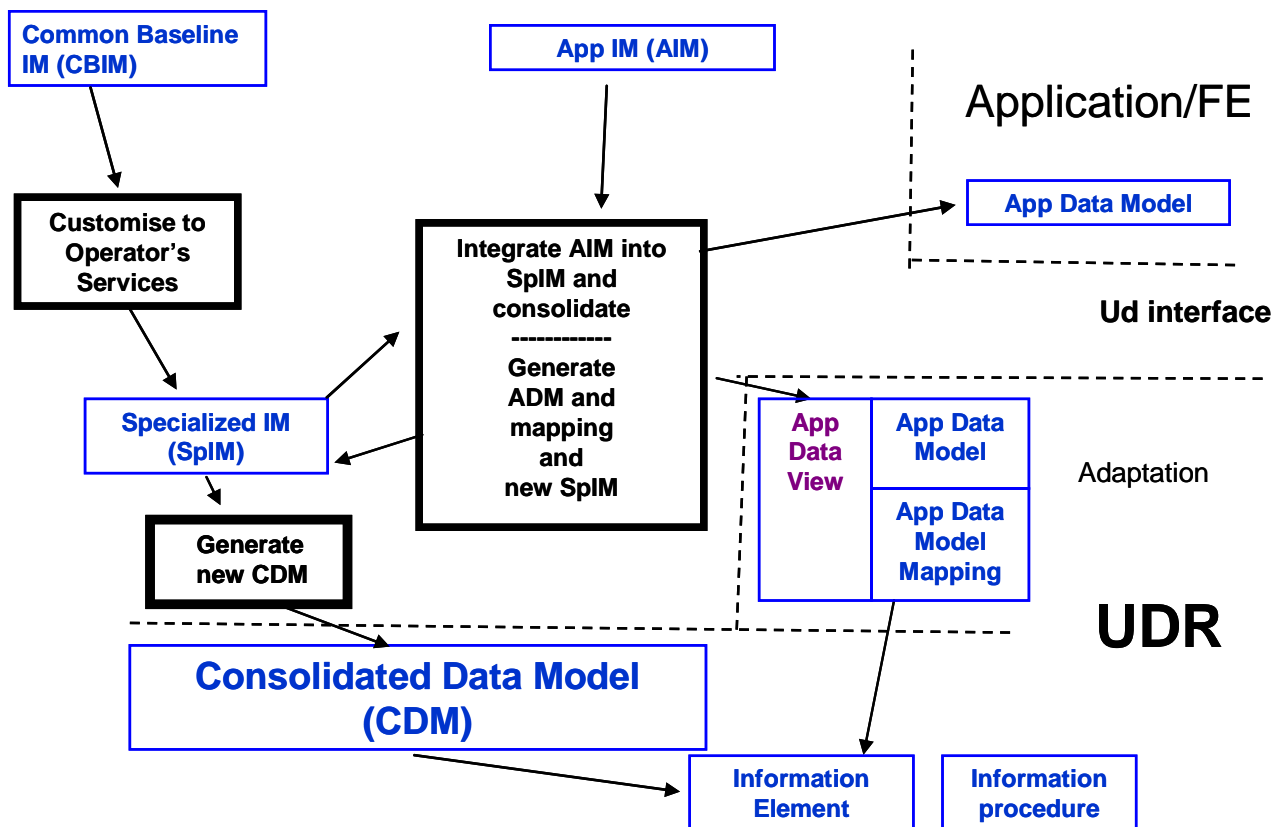 Common Baseline
IM (CBIM)
App IM (AIM)
Application/FE
App Data Model
Customise to
Operator's
Services
Integrate AIM into
SpIM and
consolidate
------------
Generate
ADM and
mapping
and
new SpIM
Ud interface
Specialized IM
(SpIM)
App
Data
View
App Data
Model
App Data
Model
Mapping
Adaptation
Generate
new CDM
UDR
Consolidated Data Model
(CDM)
Information
Element
Information
procedure